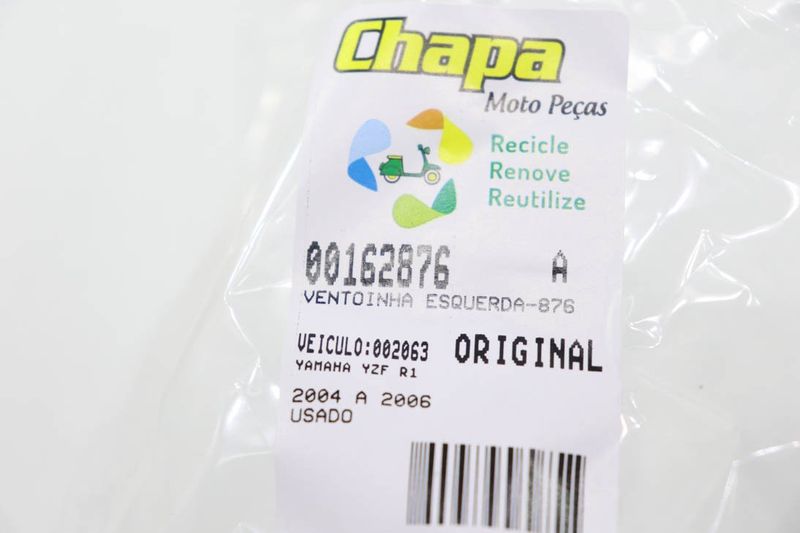 Chapa
Moto Peças
Recicle
Renove
Reutilize
00162876 A
VENTOINHA ESQUERDA-876
VEICULO:002063 ORIGINAL
YAMAHA YZF R1
2004 A 2006
USADO